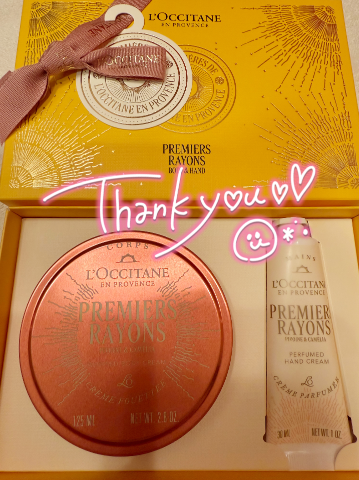 L'OCCITANE
EN PROVENCE
L'OCCITANE EN PROVENCE
PREMIERS
RAYONS
BODY & HAND
Thank you
CORPS
L'OCCITANE
EN PROVENCE
PREMIERS
RAYONS
125 Ml NET WT. 2.8 OZ
MAINS
L'OCCITANE
EN PROVENCE
PREMIERS
RAYONS
PERFUMED
HAND CREAM
CRÈME PARFUMÉE
30 Ml NET WT. 1 OZ